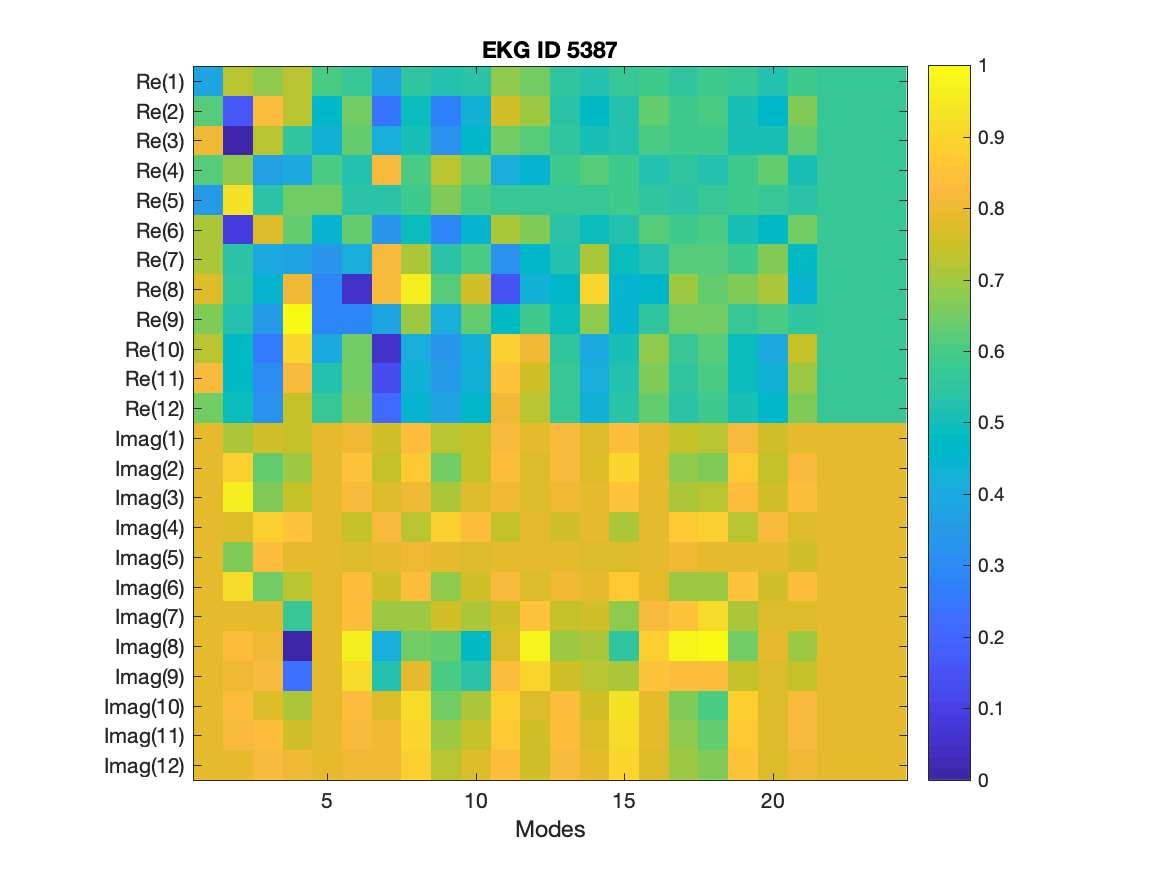 EKG ID 5387
Re(1)
Re(2)
Re(3)
Re(4)
Re(5)
Re(6)
Re(7)
Re(8)
Re(9)
Re(10)
Re(11)
Re(12)
Imag(1)
Imag(2)
Imag(3)
Imag(4)
Imag(5)
Imag(6)
Imag(7)
Imag(8)
Imag(9)
Imag(10)
Imag(11)
Imag(12)
5 10 15 20
Modes
1
0.9
0.8
0.7
0.6
0.5
0.4
0.3
0.2
0.1
0